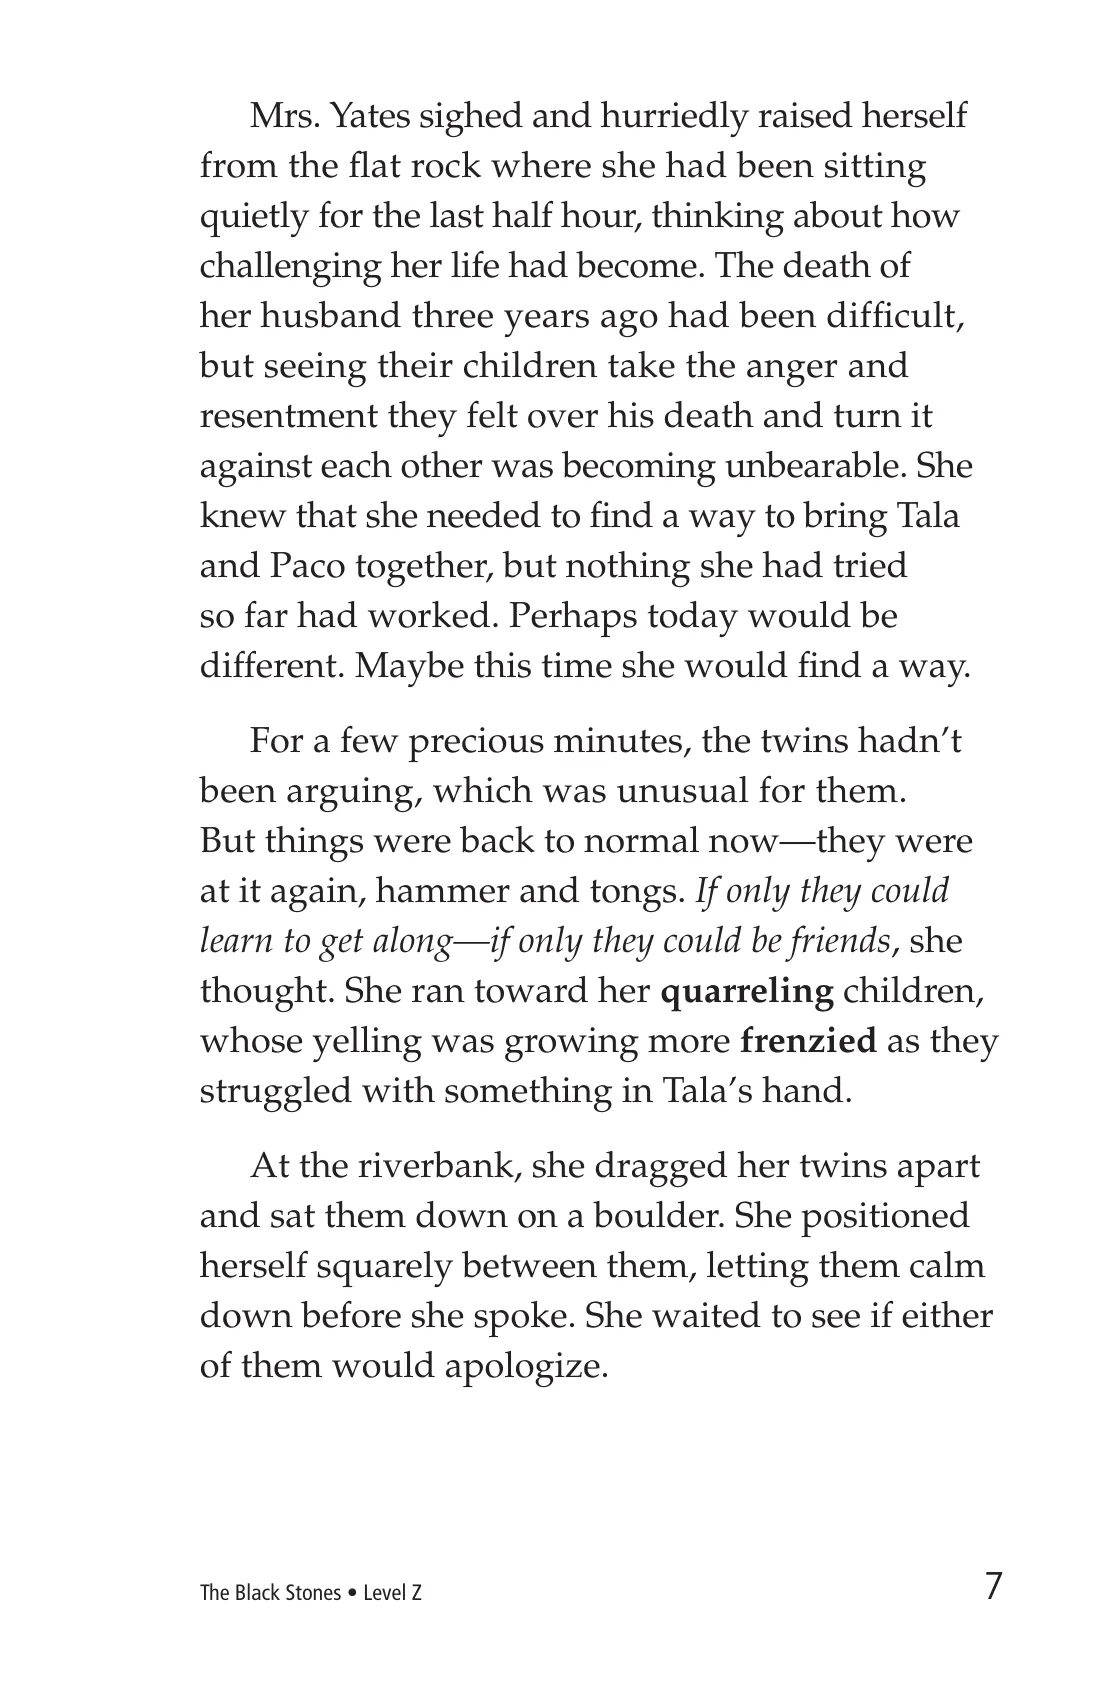 Mrs. Yates sighed and hurriedly raised herself
from the flat rock where she had been sitting
quietly for the last half hour, thinking about how
challenging her life had become. The death of
her husband three years ago had been difficult,
but seeing their children take the anger and
resentment they felt over his death and turn it
against each other was becoming unbearable. She
knew that she needed to find a way to bring Tala
and Paco together, but nothing she had tried
so far had worked. Perhaps today would be
different. Maybe this time she would find a way.
For a few precious minutes, the twins hadn’t
been arguing, which was unusual for them.
But things were back to normal now—they were
at it again, hammer and tongs. If only they could
learn to get along—if only they could be friends, she
thought. She ran toward her quarreling children,
whose yelling was growing more frenzied as they
struggled with something in Tala’s hand.
At the riverbank, she dragged her twins apart
and sat them down on a boulder. She positioned
herself squarely between them, letting them calm
down before she spoke. She waited to see if either
of them would apologize.
The Black Stones • Level Z
7